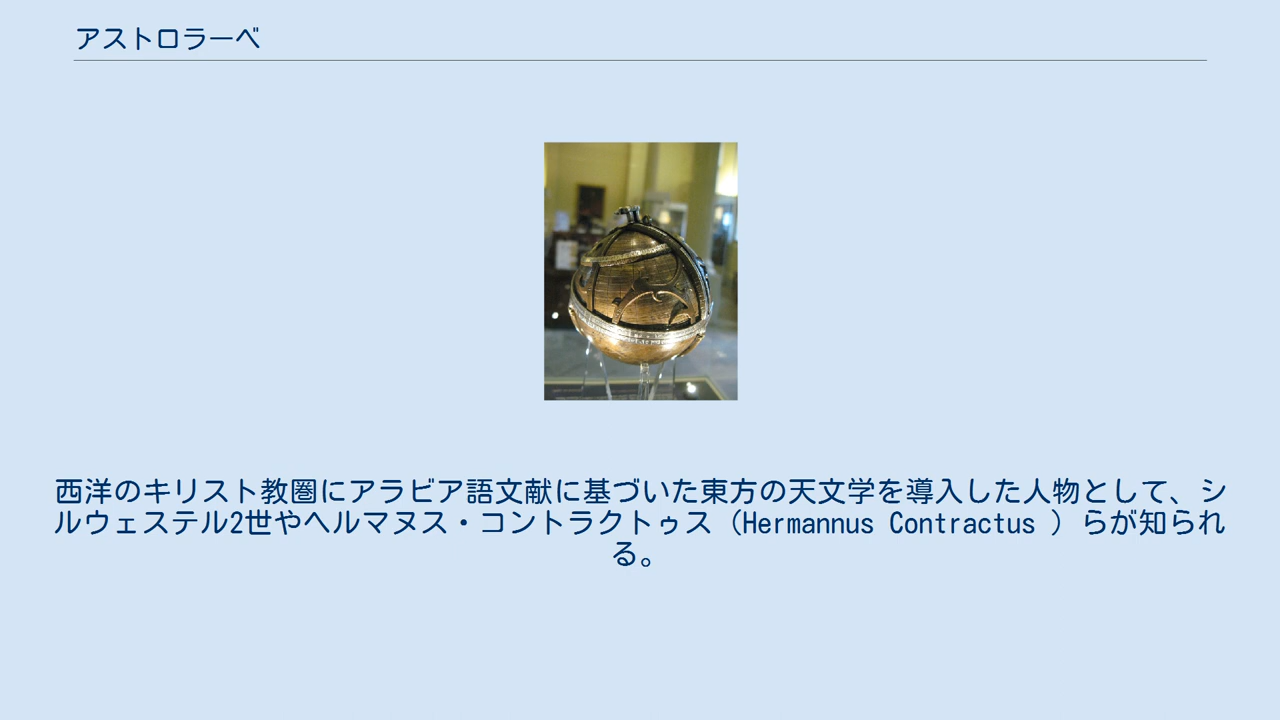 アストロラーベ
西洋のキリスト教圏にアラビア語文献に基づいた東方の天文学を導入した人物として、シ
ルウェステル2世やヘルマヌス・コントラクトゥス（Hermannus Contractus ）らが知られ
る。